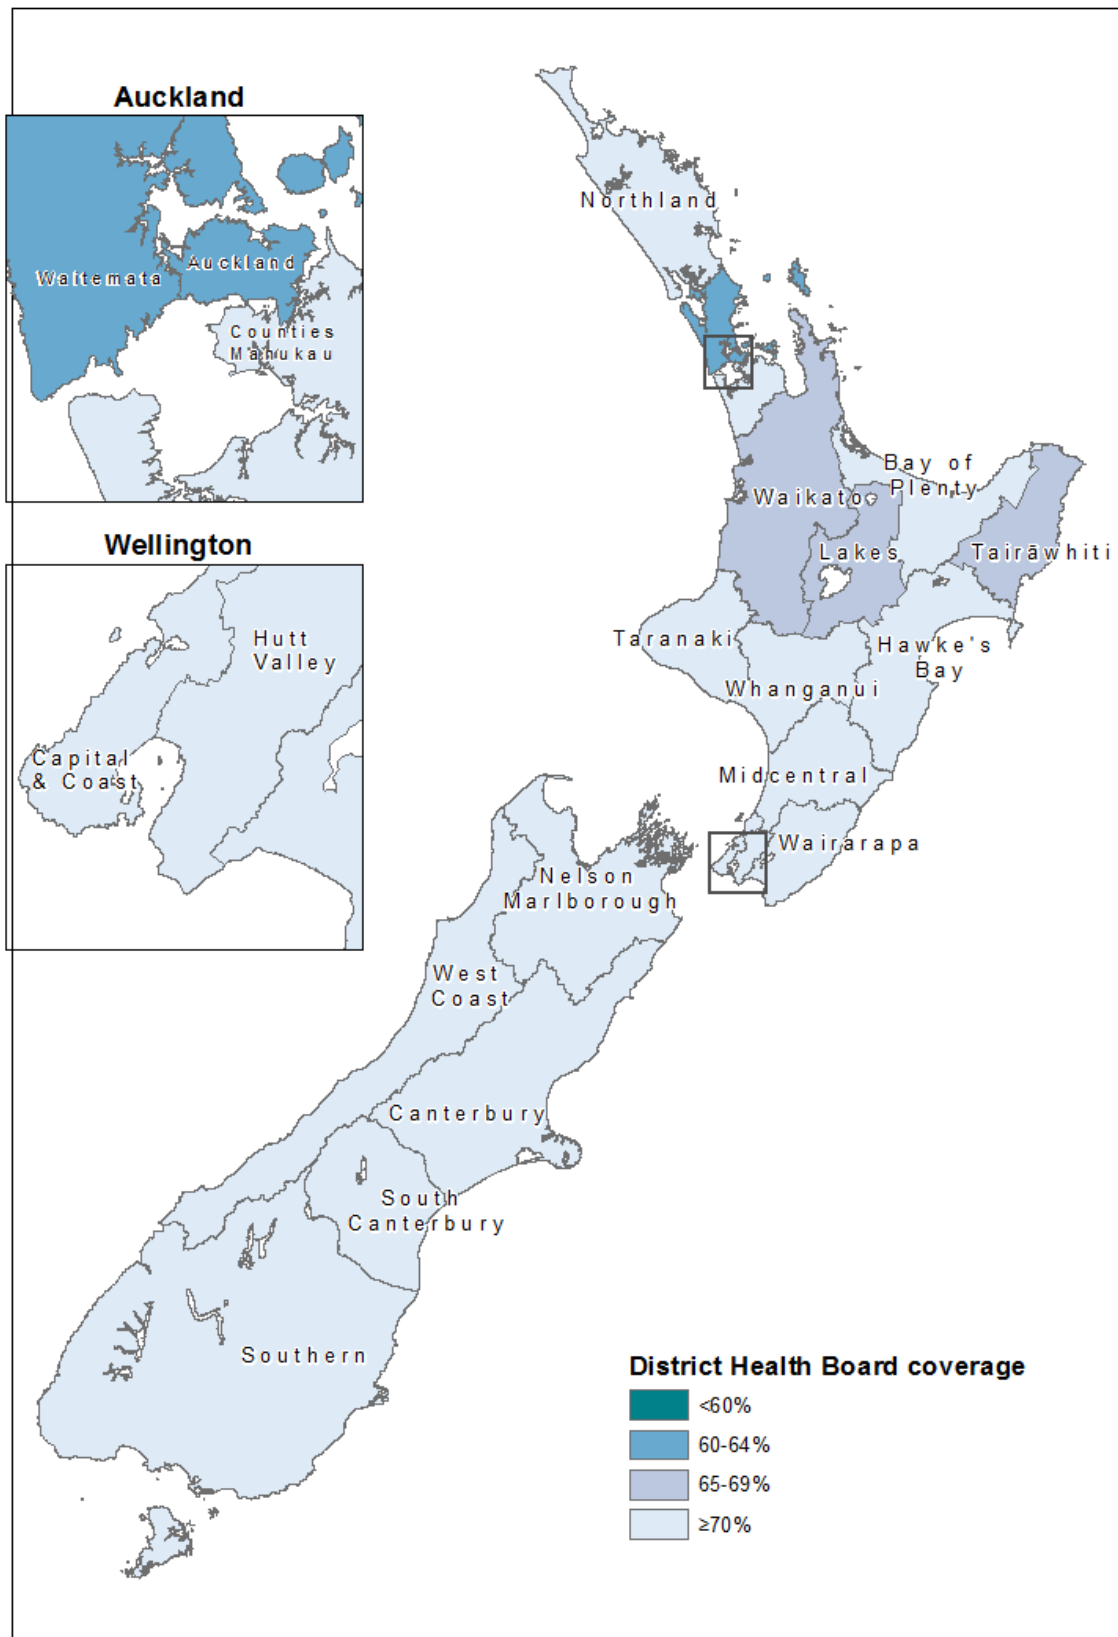 Auckland
Waitemata
Auckland
Counties
Manukau
Wellington
Hutt
Valley
Capital
& Coast
Northland
Bay of
Plenty
Waikato
Lakes
Tairāwhiti
Taranaki
Hawke's
Bay
Whanganui
Midcentral
Wairarapa
Nelson
Marlborough
West
Coast
Canterbury
South
Canterbury
Southern
District Health Board coverage
<60%
60-64%
65-69%
≥70%